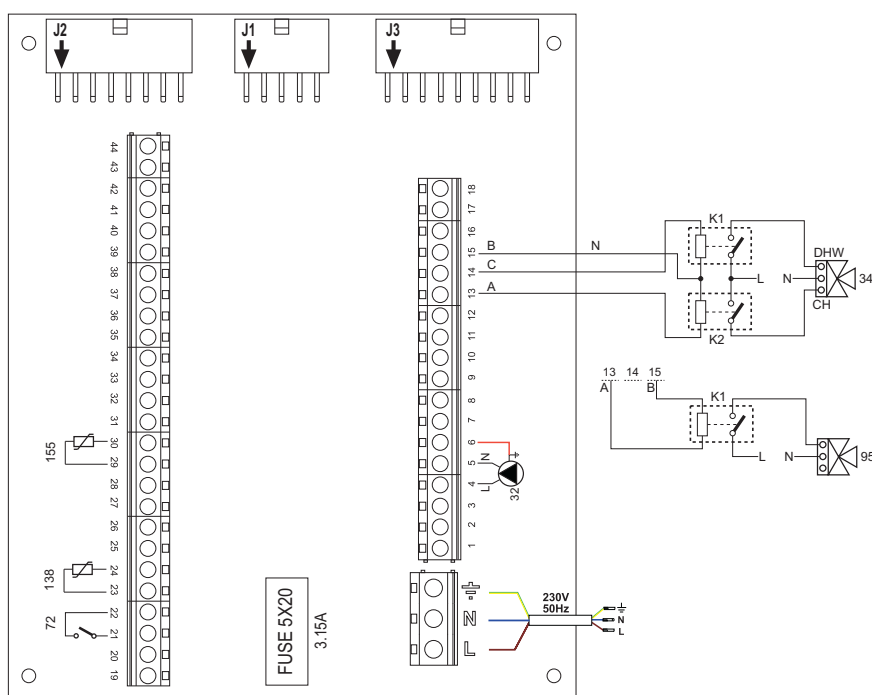 J2
J1
J3
44
43
42
41
40
39
38
37
36
35
34
33
32
31
30
29
28
27
26
25
24
23
22
21
20
19
155
138
72
18
17
16
15
14
13
12
11
10
9
8
7
6
5
4
3
2
1
B
C
A
N
K1
DHW
L
N
34
CH
K2
13 14 15
A B
K1
L
N
95
N
L
32
FUSE 5X20
3.15A
N
L
230V
50Hz
N
L